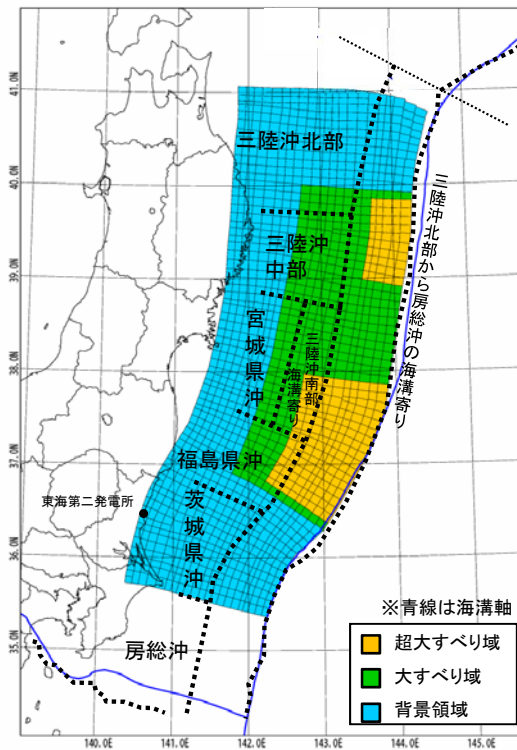 41.0N
40.0N
39.0N
38.0N
37.0N
36.0N
35.0N
三陸沖北部
三陸沖
中部
宮城県沖
三陸沖南部
海溝寄り
福島県沖
茨城県沖
房総沖
三陸沖北部から房総沖の海溝寄り
東海第二発電所
※青線は海溝軸
超大すべり域
大すべり域
背景領域
140.0E
141.0E
142.0E
143.0E
144.0E
145.0E